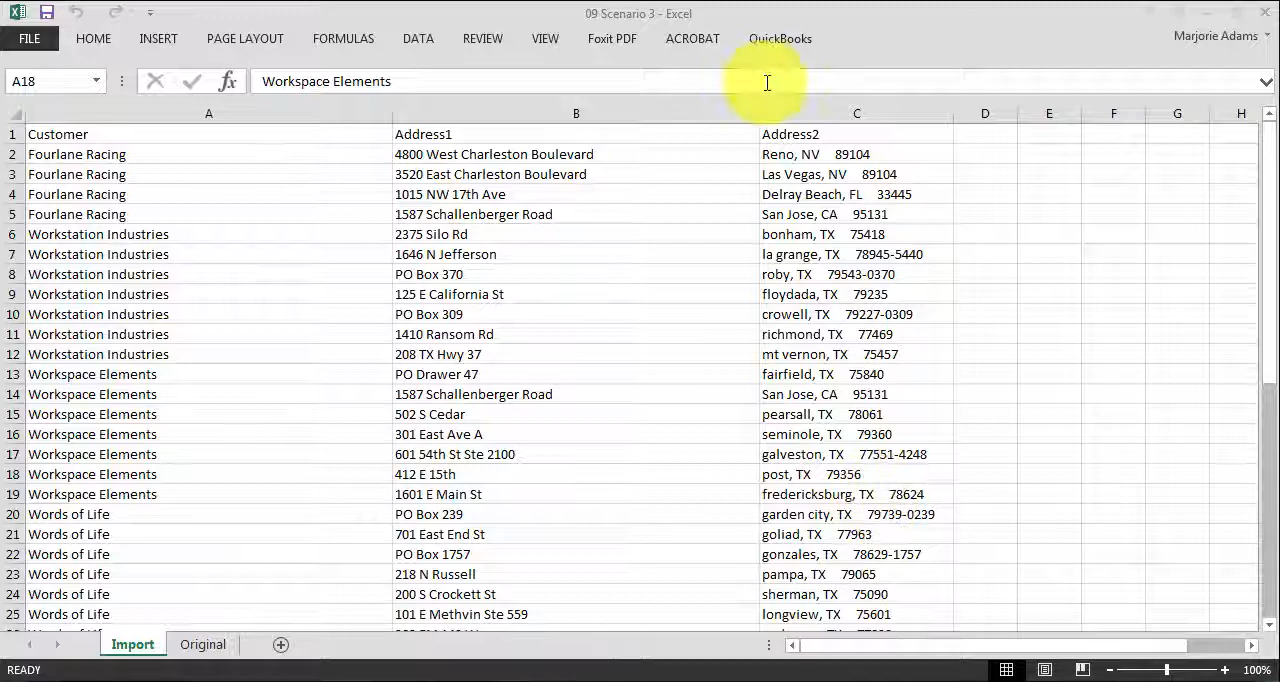 09 Scenario 3 - Excel
FILE HOME INSERT PAGE LAYOUT FORMULAS DATA REVIEW VIEW Foxit PDF ACROBAT QuickBooks Marjorie Adams
A18 fx Workspace Elements
A B C D E F G H
1 Customer Address1 Address2
2 Fourlane Racing 4800 West Charleston Boulevard Reno, NV 89104
3 Fourlane Racing 3520 East Charleston Boulevard Las Vegas, NV 89104
4 Fourlane Racing 1015 NW 17th Ave Delray Beach, FL 33445
5 Fourlane Racing 1587 Schallenberger Road San Jose, CA 95131
6 Workstation Industries 2375 Silo Rd bonham, TX 75418
7 Workstation Industries 1646 N Jefferson la grange, TX 78945-5440
8 Workstation Industries PO Box 370 roby, TX 79543-0370
9 Workstation Industries 125 E California St floydada, TX 79235
10 Workstation Industries PO Box 309 crowell, TX 79227-0309
11 Workstation Industries 1410 Ransom Rd richmond, TX 77469
12 Workstation Industries 208 TX Hwy 37 mt vernon, TX 75457
13 Workspace Elements PO Drawer 47 fairfield, TX 75840
14 Workspace Elements 1587 Schallenberger Road San Jose, CA 95131
15 Workspace Elements 502 S Cedar pearsall, TX 78061
16 Workspace Elements 301 East Ave A seminole, TX 79360
17 Workspace Elements 601 54th St Ste 2100 galveston, TX 77551-4248
18 Workspace Elements 412 E 15th post, TX 79356
19 Workspace Elements 1601 E Main St fredericksburg, TX 78624
20 Words of Life PO Box 239 garden city, TX 79739-0239
21 Words of Life 701 East End St goliad, TX 77963
22 Words of Life PO Box 1757 gonzales, TX 78629-1757
23 Words of Life 218 N Russell pampa, TX 79065
24 Words of Life 200 S Crockett St sherman, TX 75090
25 Words of Life 101 E Methvin Ste 559 longview, TX 75601
Import Original
READY 100%